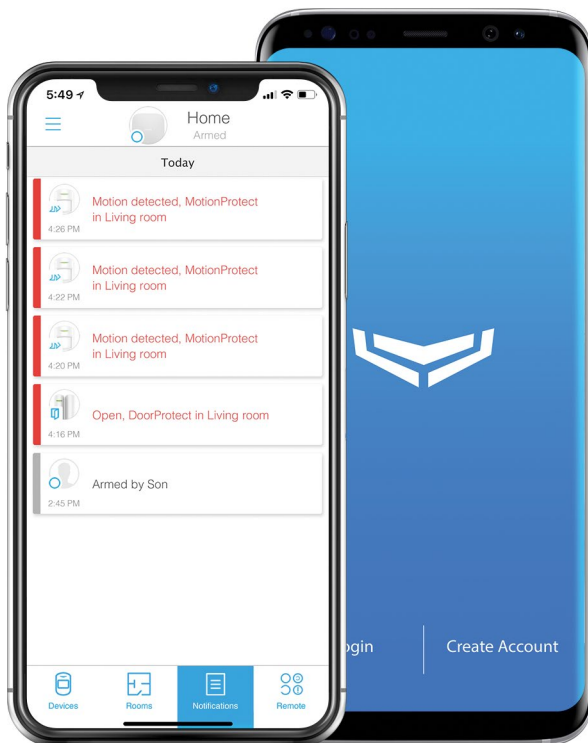 5:49
Home
Armed
Today
Motion detected, MotionProtect
in Living room
4:26 PM
Motion detected, MotionProtect
in Living room
4:22 PM
Motion detected, MotionProtect
in Living room
4:20 PM
Open, DoorProtect in Living room
4:16 PM
Armed by Son
2:45 PM
Devices
Rooms
Notifications
Remote
ogin
Create Account